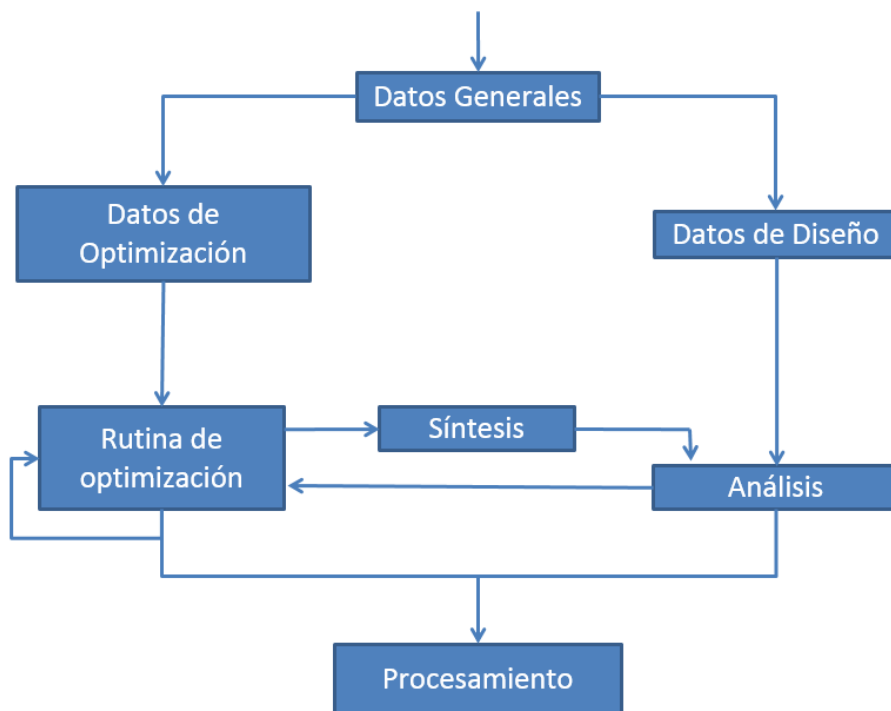 Datos Generales
Datos de
Optimización
Datos de Diseño
Rutina de
optimización
Síntesis
Análisis
Procesamiento